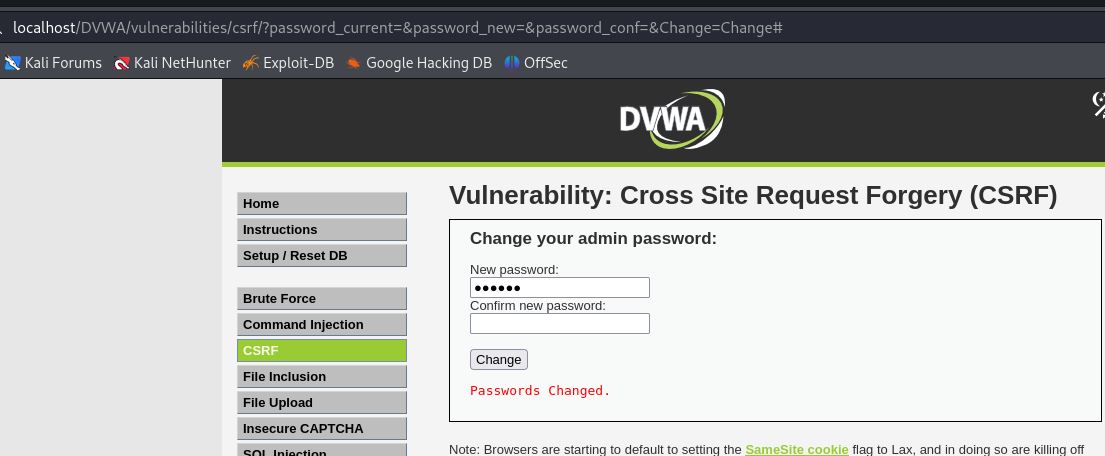 localhost/DVWA/vulnerabilities/csrf/?password_current=&password_new=&password_conf=&Change=Change#
Kali Forums Kali NetHunter Exploit-DB Google Hacking DB OffSec
DVWA
Home
Instructions
Setup / Reset DB
Brute Force
Command Injection
CSRF
File Inclusion
File Upload
Insecure CAPTCHA
SQL Injection
Vulnerability: Cross Site Request Forgery (CSRF)
Change your admin password:
New password:
••••••
Confirm new password:
Change
Passwords Changed.
Note: Browsers are starting to default to setting the SameSite cookie flag to Lax, and in doing so are killing off